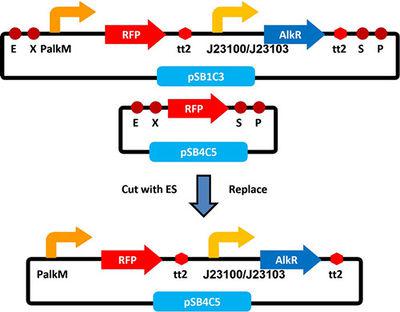 RFP tt2 AlkR tt2
E X PalkM J23100/J23103 S P
pSB1C3
RFP
E X S P
pSB4C5
Cut with ES Replace
RFP tt2 AlkR
PalkM J23100/J23103 tt2
pSB4C5